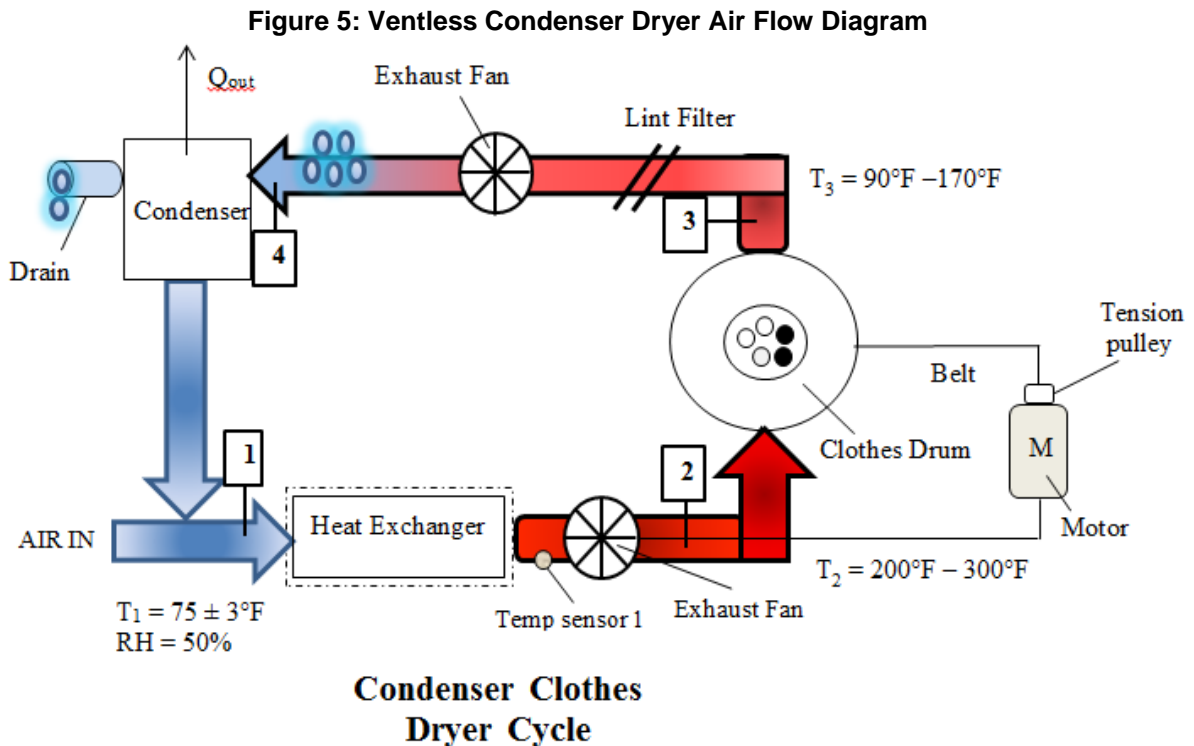 Figure 5: Ventless Condenser Dryer Air Flow Diagram
Qout
Exhaust Fan
Lint Filter
T3 = 90°F –170°F
Condenser
3
4
Drain
Tension
pulley
Belt
1
2
Clothes Drum
M
Heat Exchanger
AIR IN
Motor
T2 = 200°F – 300°F
T1 = 75 ± 3°F
RH = 50%
Temp sensor 1
Exhaust Fan
Condenser Clothes
Dryer Cycle